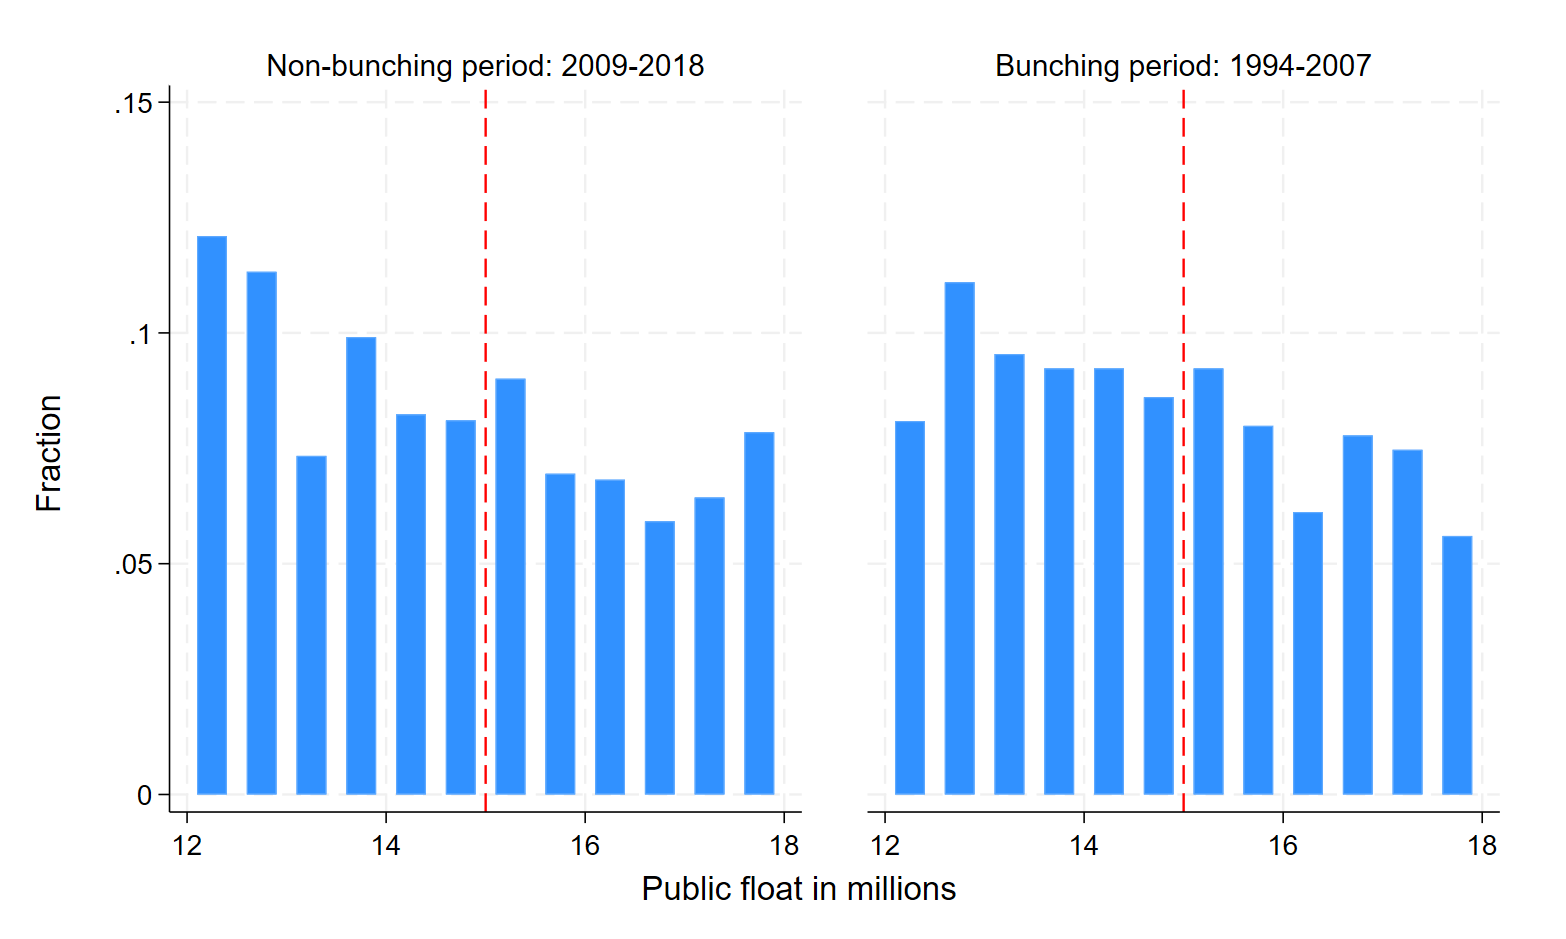 Non-bunching period: 2009-2018
Bunching period: 1994-2007
.15
.1
.05
0
Fraction
12 14 16 18
12 14 16 18
Public float in millions